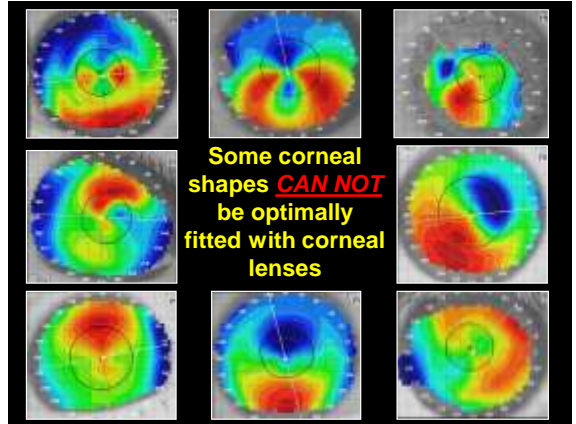 Some corneal
shapes CAN NOT
be optimally
fitted with corneal
lenses